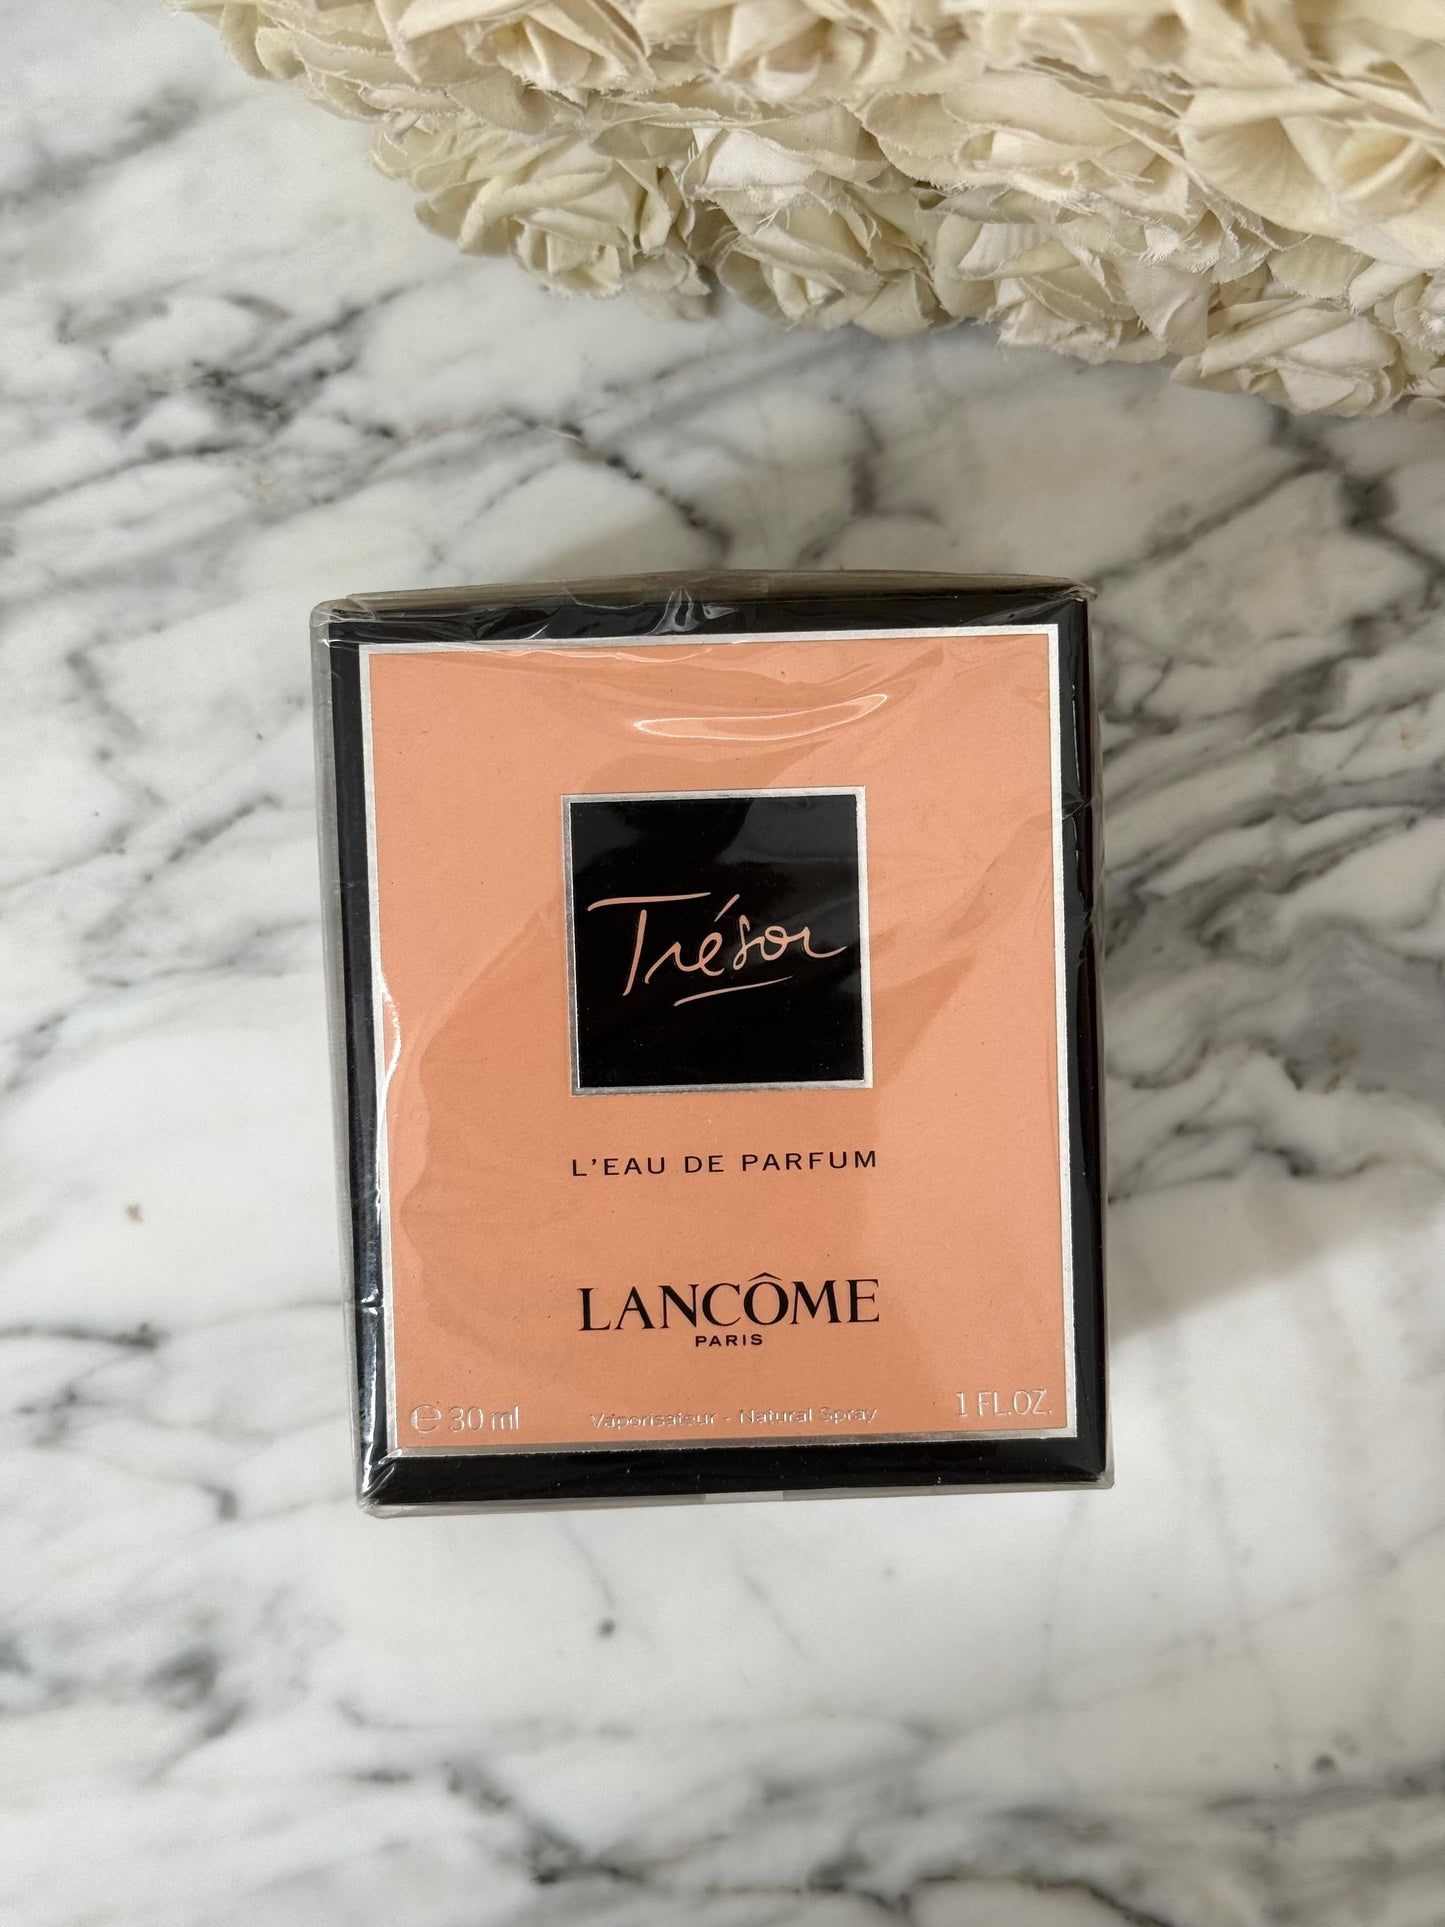 Trésor
L'EAU DE PARFUM
LANCÔME
PARIS
℮ 30 ml
Vaporisateur - Natural Spray
1 FL.OZ.